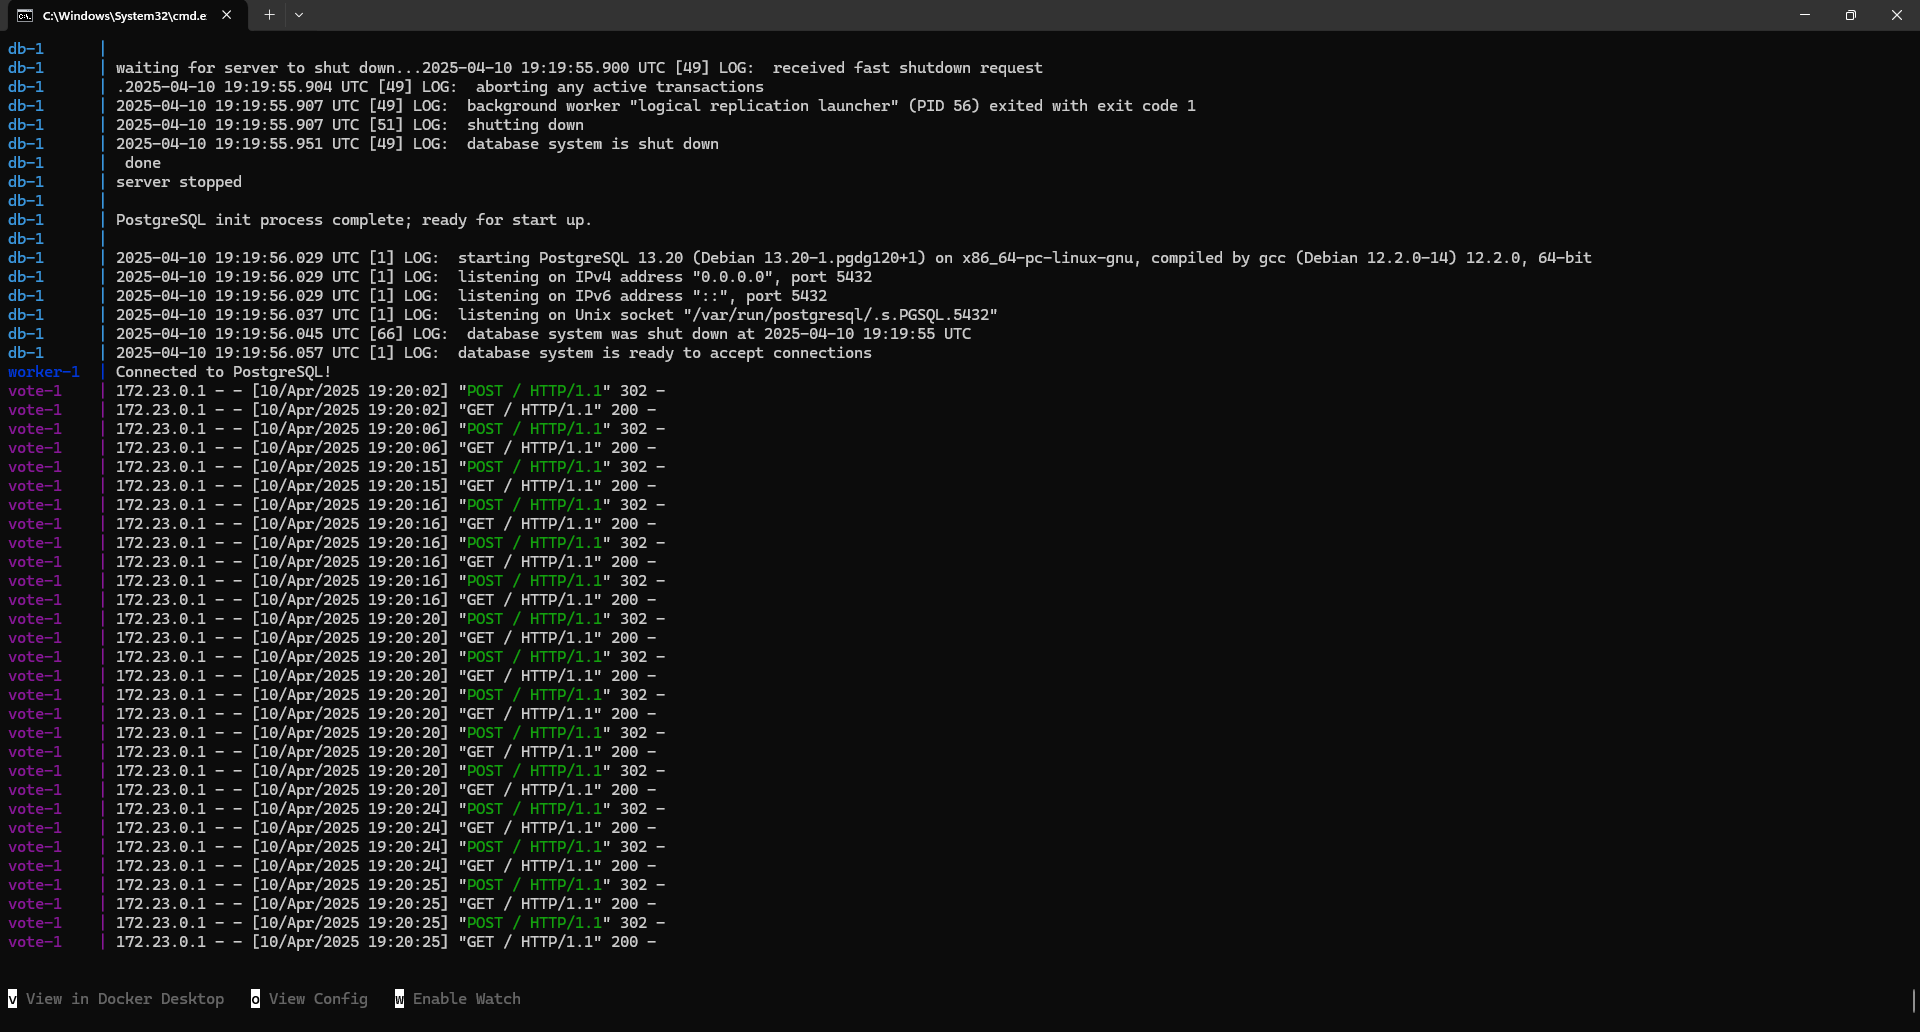 C:\Windows\System32\cmd.e
db-1 |
db-1 | waiting for server to shut down...2025-04-10 19:19:55.900 UTC [49] LOG:  received fast shutdown request
db-1 | .2025-04-10 19:19:55.904 UTC [49] LOG:  aborting any active transactions
db-1 | 2025-04-10 19:19:55.907 UTC [49] LOG:  background worker "logical replication launcher" (PID 56) exited with exit code 1
db-1 | 2025-04-10 19:19:55.907 UTC [51] LOG:  shutting down
db-1 | 2025-04-10 19:19:55.951 UTC [49] LOG:  database system is shut down
db-1 |  done
db-1 | server stopped
db-1 |
db-1 | PostgreSQL init process complete; ready for start up.
db-1 |
db-1 | 2025-04-10 19:19:56.029 UTC [1] LOG:  starting PostgreSQL 13.20 (Debian 13.20-1.pgdg120+1) on x86_64-pc-linux-gnu, compiled by gcc (Debian 12.2.0-14) 12.2.0, 64-bit
db-1 | 2025-04-10 19:19:56.029 UTC [1] LOG:  listening on IPv4 address "0.0.0.0", port 5432
db-1 | 2025-04-10 19:19:56.029 UTC [1] LOG:  listening on IPv6 address "::", port 5432
db-1 | 2025-04-10 19:19:56.037 UTC [1] LOG:  listening on Unix socket "/var/run/postgresql/.s.PGSQL.5432"
db-1 | 2025-04-10 19:19:56.045 UTC [66] LOG:  database system was shut down at 2025-04-10 19:19:55 UTC
db-1 | 2025-04-10 19:19:56.057 UTC [1] LOG:  database system is ready to accept connections
worker-1 | Connected to PostgreSQL!
vote-1 | 172.23.0.1 - - [10/Apr/2025 19:20:02] "POST / HTTP/1.1" 302 -
vote-1 | 172.23.0.1 - - [10/Apr/2025 19:20:02] "GET / HTTP/1.1" 200 -
vote-1 | 172.23.0.1 - - [10/Apr/2025 19:20:06] "POST / HTTP/1.1" 302 -
vote-1 | 172.23.0.1 - - [10/Apr/2025 19:20:06] "GET / HTTP/1.1" 200 -
vote-1 | 172.23.0.1 - - [10/Apr/2025 19:20:15] "POST / HTTP/1.1" 302 -
vote-1 | 172.23.0.1 - - [10/Apr/2025 19:20:15] "GET / HTTP/1.1" 200 -
vote-1 | 172.23.0.1 - - [10/Apr/2025 19:20:16] "POST / HTTP/1.1" 302 -
vote-1 | 172.23.0.1 - - [10/Apr/2025 19:20:16] "GET / HTTP/1.1" 200 -
vote-1 | 172.23.0.1 - - [10/Apr/2025 19:20:16] "POST / HTTP/1.1" 302 -
vote-1 | 172.23.0.1 - - [10/Apr/2025 19:20:16] "GET / HTTP/1.1" 200 -
vote-1 | 172.23.0.1 - - [10/Apr/2025 19:20:16] "POST / HTTP/1.1" 302 -
vote-1 | 172.23.0.1 - - [10/Apr/2025 19:20:16] "GET / HTTP/1.1" 200 -
vote-1 | 172.23.0.1 - - [10/Apr/2025 19:20:20] "POST / HTTP/1.1" 302 -
vote-1 | 172.23.0.1 - - [10/Apr/2025 19:20:20] "GET / HTTP/1.1" 200 -
vote-1 | 172.23.0.1 - - [10/Apr/2025 19:20:20] "POST / HTTP/1.1" 302 -
vote-1 | 172.23.0.1 - - [10/Apr/2025 19:20:20] "GET / HTTP/1.1" 200 -
vote-1 | 172.23.0.1 - - [10/Apr/2025 19:20:20] "POST / HTTP/1.1" 302 -
vote-1 | 172.23.0.1 - - [10/Apr/2025 19:20:20] "GET / HTTP/1.1" 200 -
vote-1 | 172.23.0.1 - - [10/Apr/2025 19:20:20] "POST / HTTP/1.1" 302 -
vote-1 | 172.23.0.1 - - [10/Apr/2025 19:20:20] "GET / HTTP/1.1" 200 -
vote-1 | 172.23.0.1 - - [10/Apr/2025 19:20:20] "POST / HTTP/1.1" 302 -
vote-1 | 172.23.0.1 - - [10/Apr/2025 19:20:20] "GET / HTTP/1.1" 200 -
vote-1 | 172.23.0.1 - - [10/Apr/2025 19:20:24] "POST / HTTP/1.1" 302 -
vote-1 | 172.23.0.1 - - [10/Apr/2025 19:20:24] "GET / HTTP/1.1" 200 -
vote-1 | 172.23.0.1 - - [10/Apr/2025 19:20:24] "POST / HTTP/1.1" 302 -
vote-1 | 172.23.0.1 - - [10/Apr/2025 19:20:24] "GET / HTTP/1.1" 200 -
vote-1 | 172.23.0.1 - - [10/Apr/2025 19:20:25] "POST / HTTP/1.1" 302 -
vote-1 | 172.23.0.1 - - [10/Apr/2025 19:20:25] "GET / HTTP/1.1" 200 -
vote-1 | 172.23.0.1 - - [10/Apr/2025 19:20:25] "POST / HTTP/1.1" 302 -
vote-1 | 172.23.0.1 - - [10/Apr/2025 19:20:25] "GET / HTTP/1.1" 200 -
v View in Docker Desktop   o View Config   w Enable Watch